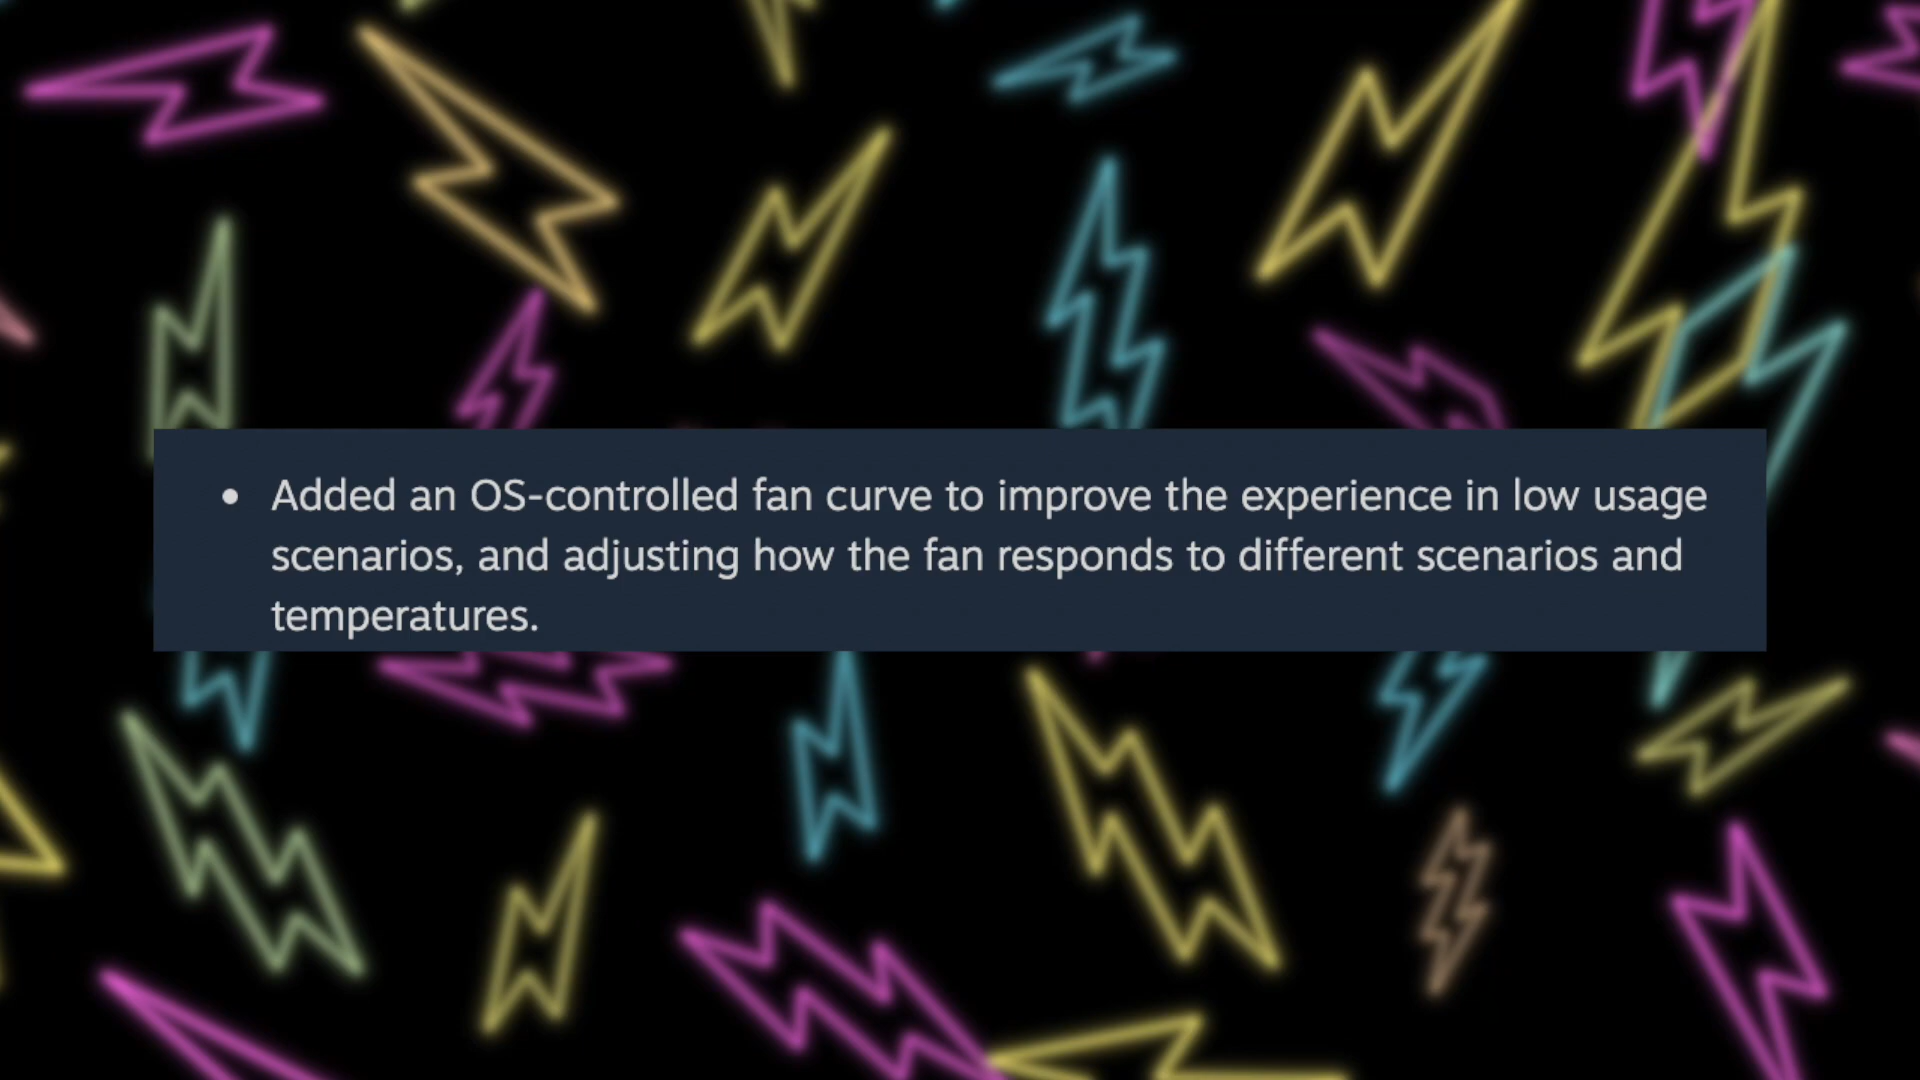 • Added an OS-controlled fan curve to improve the experience in low usage
scenarios, and adjusting how the fan responds to different scenarios and
temperatures.